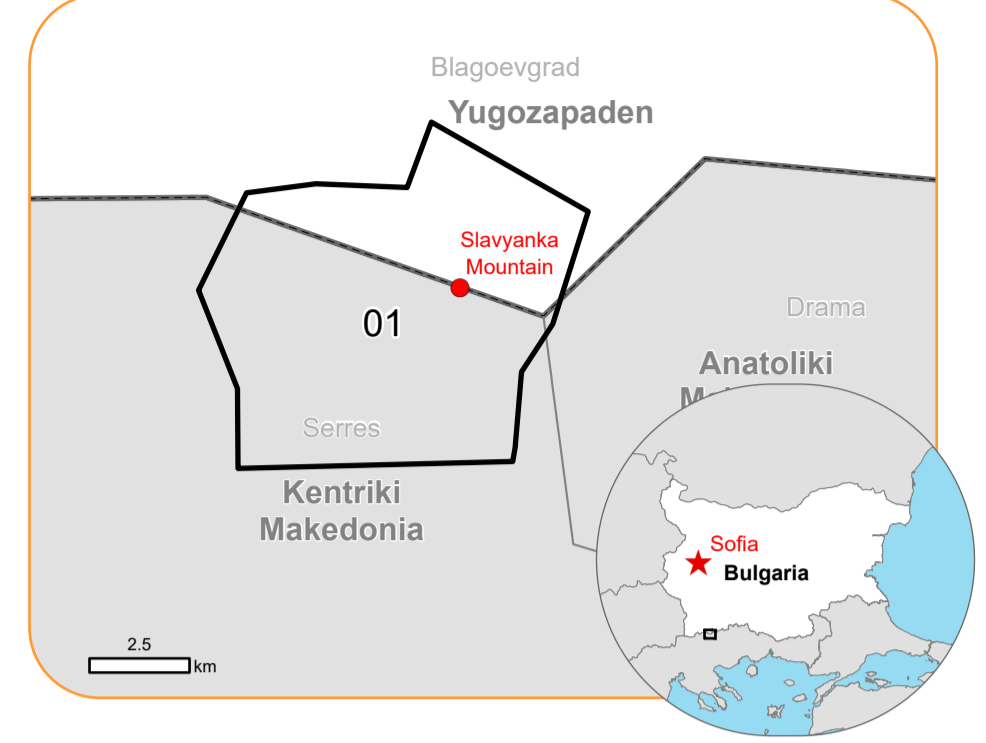 Blagoevgrad
Yugozapaden
Slavyanka
Mountain
01
Drama
Anatoliki
Serres
Kentriki
Makedonia
Sofia
Bulgaria
2.5
km